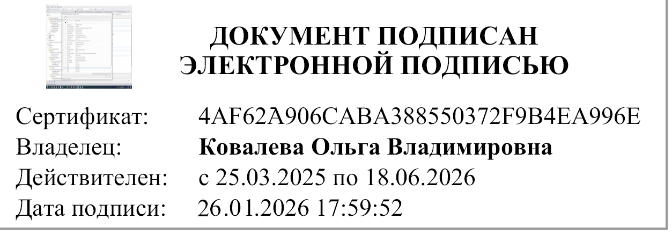 ДОКУМЕНТ ПОДПИСАН
ЭЛЕКТРОННОЙ ПОДПИСЬЮ
Сертификат: 4AF62A906CABA388550372F9B4EA996E
Владелец: Ковалева Ольга Владимировна
Действителен: с 25.03.2025 по 18.06.2026
Дата подписи: 26.01.2026 17:59:52